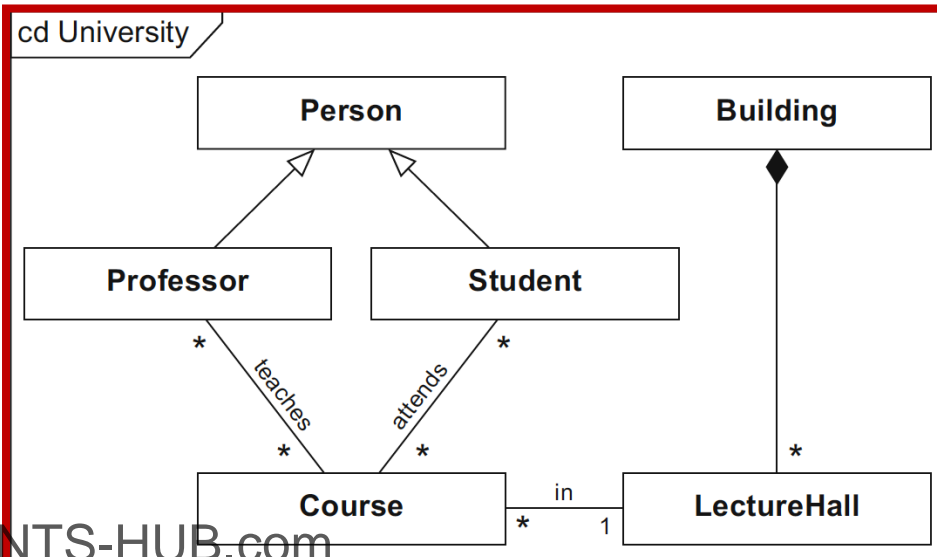 cd University
Person
Building
Professor
Student
*
*
teaches
attends
*
*
*
Course
in
*
1
LectureHall
NTS-HUB.com